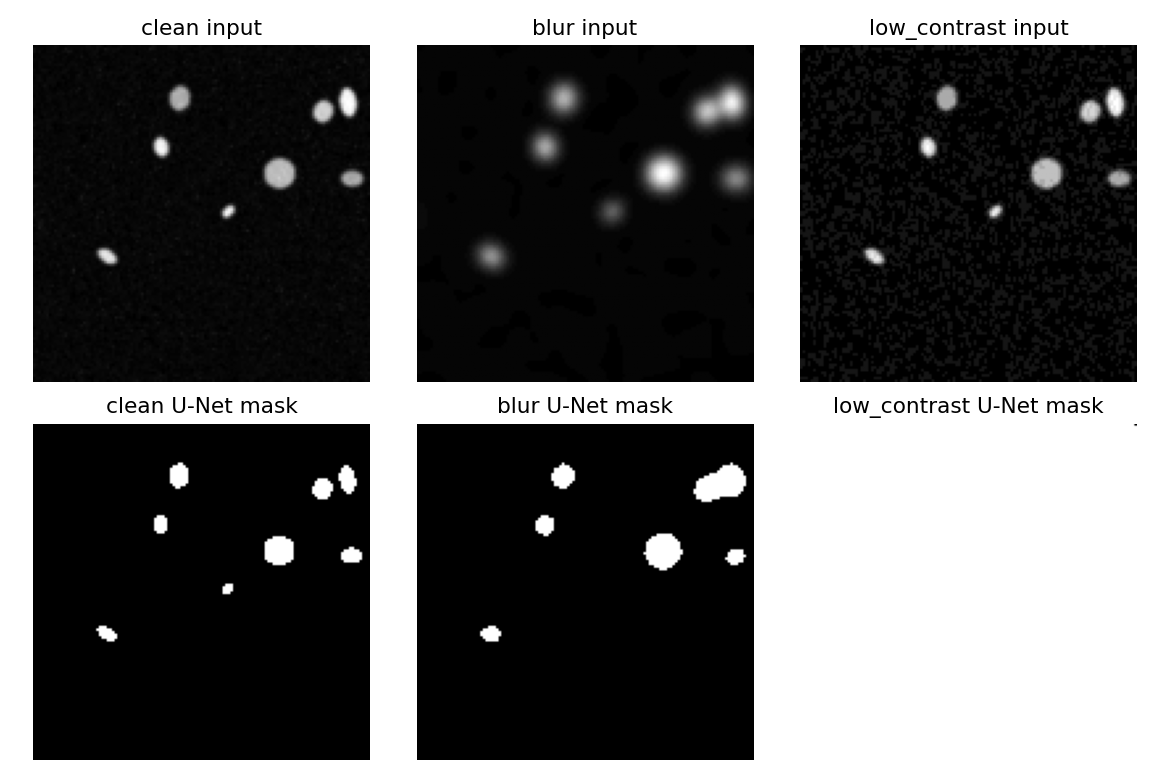 clean input
blur input
low_contrast input
clean U-Net mask
blur U-Net mask
low_contrast U-Net mask